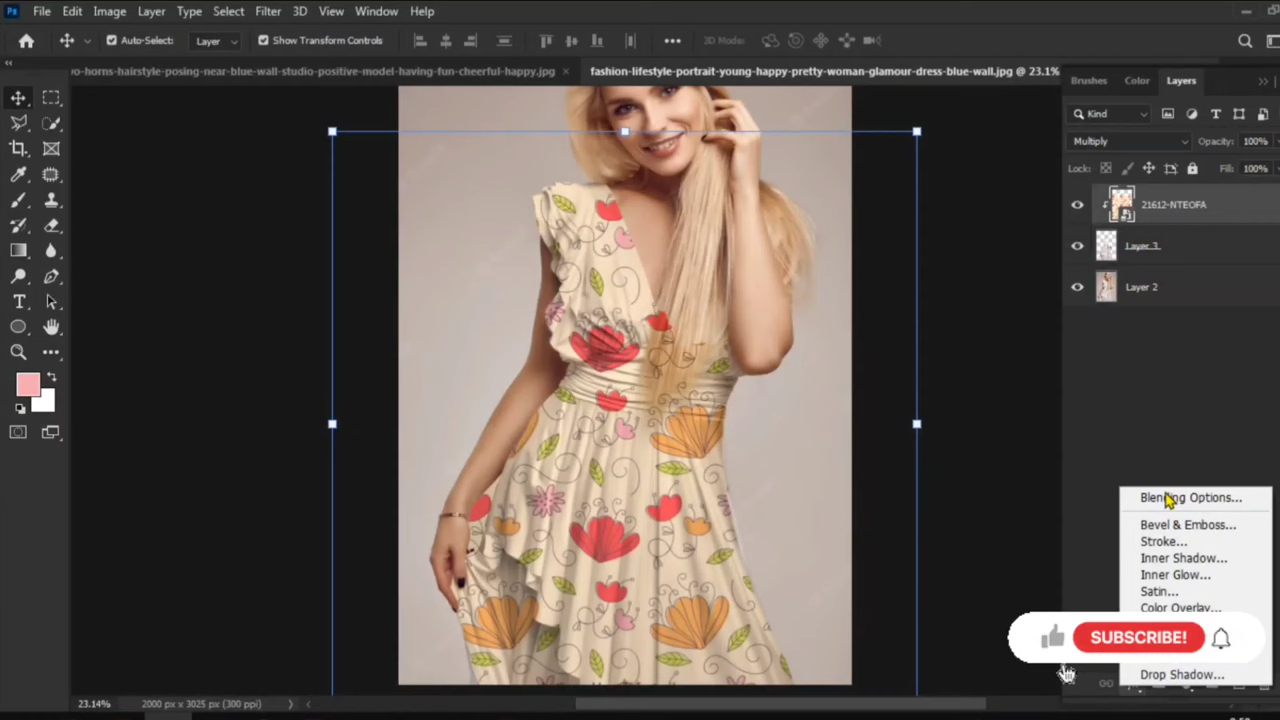 Ps File Edit Image Layer Type Select Filter 3D View Window Help
Auto-Select: Layer Show Transform Controls 3D Mode:
o-horns-hairstyle-posing-near-blue-wall-studio-positive-model-having-fun-cheerful-happy.jpg × fashion-lifestyle-portrait-young-happy-pretty-woman-glamour-dress-blue-wall.jpg @ 23.1%
Brushes Color Layers
Kind
Multiply Opacity: 100%
Lock: Fill: 100%
21612-NTEOFA
Layer 3
Layer 2
Blending Options...
Bevel & Emboss...
Stroke...
Inner Shadow...
Inner Glow...
Satin...
Color Overlay...
SUBSCRIBE!
Drop Shadow...
23.14% 2000 px x 3025 px (300 ppi)